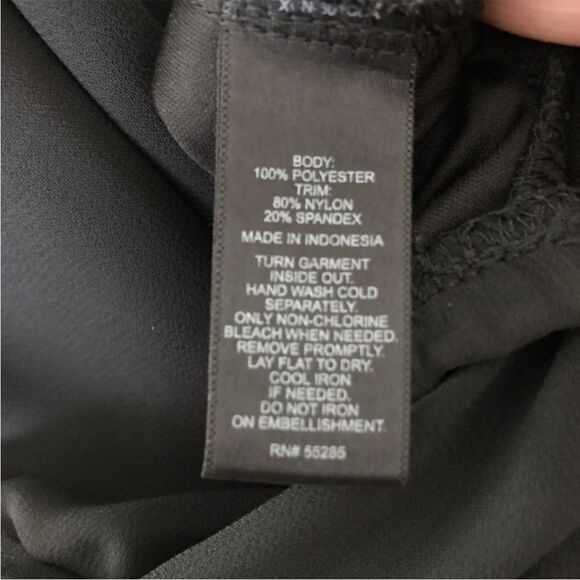 BODY:
100% POLYESTER
TRIM:
80% NYLON
20% SPANDEX
MADE IN INDONESIA
TURN GARMENT
INSIDE OUT.
HAND WASH COLD
SEPARATELY.
ONLY NON-CHLORINE
BLEACH WHEN NEEDED.
REMOVE PROMPTLY.
LAY FLAT TO DRY.
COOL IRON
IF NEEDED.
DO NOT IRON
ON EMBELLISHMENT.
RN# 55285